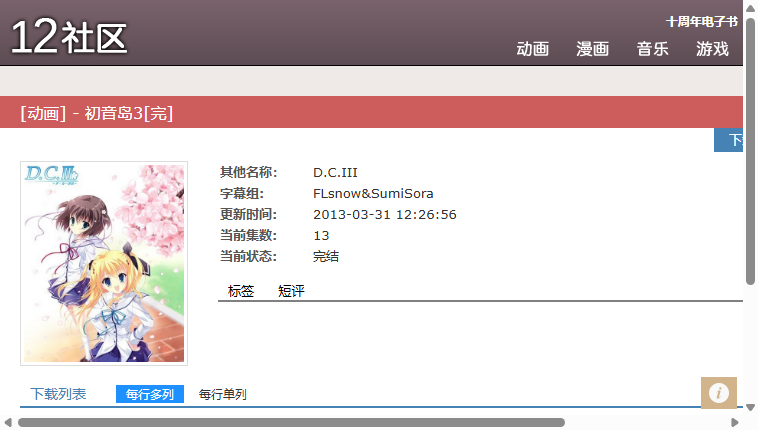 12社区
十周年电子书
动画 漫画 音乐 游戏
[动画] - 初音岛3[完]
下
D.C.III
其他名称: D.C.III
字幕组: FLsnow&SumiSora
更新时间: 2013-03-31 12:26:56
当前集数: 13
当前状态: 完结
标签 短评
下载列表 每行多列 每行单列
i